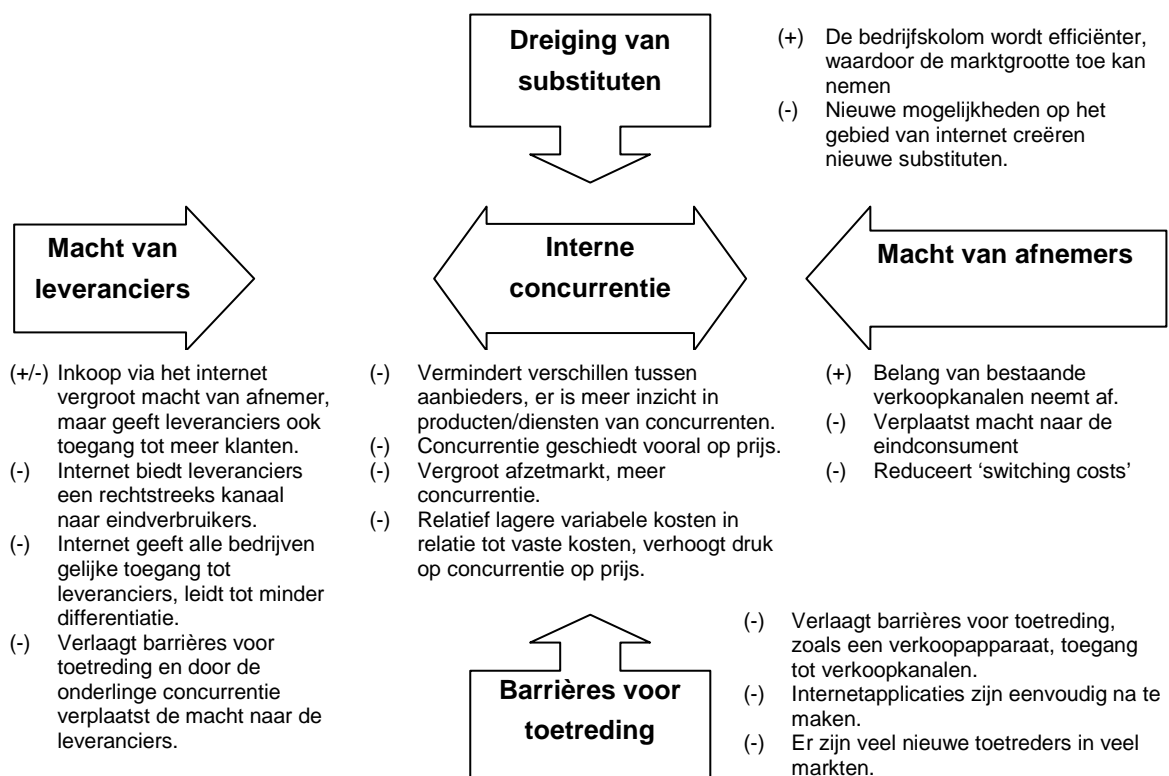 Dreiging van
substituten
(+) De bedrijfskolom wordt efficiënter,
waardoor de marktgrootte toe kan
nemen
(-) Nieuwe mogelijkheden op het
gebied van internet creëren
nieuwe substituten.
Macht van
leveranciers
Interne
concurrentie
Macht van afnemers
(+/-) Inkoop via het internet
vergroot macht van afnemer,
maar geeft leveranciers ook
toegang tot meer klanten.
(-) Internet biedt leveranciers
een rechtstreeks kanaal
naar eindverbruikers.
(-) Internet geeft alle bedrijven
gelijke toegang tot
leveranciers, leidt tot minder
differentiatie.
(-) Verlaagt barrières voor
toetreding en door de
onderlinge concurrentie
verplaatst de macht naar de
leveranciers.
(-) Vermindert verschillen tussen
aanbieders, er is meer inzicht in
producten/diensten van concurrenten.
(-) Concurrentie geschiedt vooral op prijs.
(-) Vergroot afzetmarkt, meer
concurrentie.
(-) Relatief lagere variabele kosten in
relatie tot vaste kosten, verhoogt druk
op concurrentie op prijs.
(+) Belang van bestaande
verkoopkanalen neemt af.
(-) Verplaatst macht naar de
eindconsument
(-) Reduceert ‘switching costs’
Barrières voor
toetreding
(-) Verlaagt barrières voor toetreding,
zoals een verkoopapparaat, toegang
tot verkoopkanalen.
(-) Internetapplicaties zijn eenvoudig na te
maken.
(-) Er zijn veel nieuwe toetreders in veel
markten.